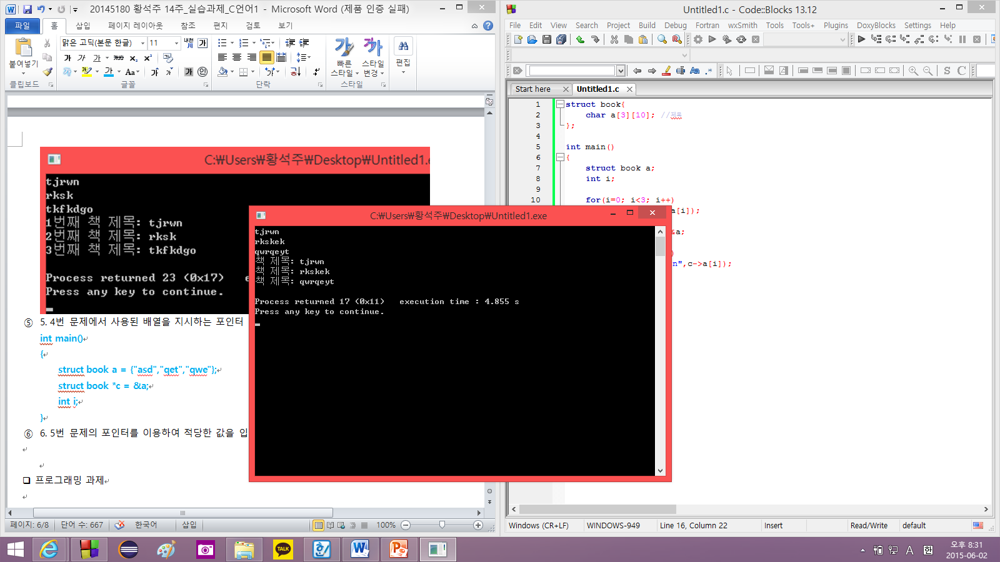 20145180 황석주 14주_실습과제_C언어1 - Microsoft Word (제품 인증 실패)
파일 홈 삽입 페이지 레이아웃 참조 편지 검토 보기
맑은 고딕(본문 한글) 11
붙여넣기
빠른 스타일
스타일 변경
편집
클립보드 글꼴 단락 스타일
C:₩Users₩황석주₩Desktop₩Untitled1.
tjrwn
rksk
tkfkdgo
1번째 책 제목: tjrwn
2번째 책 제목: rksk
3번째 책 제목: tkfkdgo
Process returned 23 (0x17)
Press any key to continue.
⑤ 5. 4번 문제에서 사용된 배열을 지시하는 포인터
int main()
{
struct book a = {"asd","qet","qwe"};
struct book *c = &a;
int i;
}
⑥ 6. 5번 문제의 포인터를 이용하여 적당한 값을 입
프로그래밍 과제
페이지: 6/8 단어 수: 667 한국어 삽입 100%
Untitled1.c - Code::Blocks 13.12
File Edit View Search Project Build Debug Fortran wxSmith Tools Tools+ Plugins DoxyBlocks Settings Help
Start here Untitled1.c
1 struct book{
2 char a[3][10]; //제목
3 };
4
5 int main()
6 {
7 struct book a;
8 int i;
9
10 for(i=0; i<3; i++)
a[i]);
&a;
)
n",c->a[i]);
C:₩Users₩황석주₩Desktop₩Untitled1.exe
tjrwn
rkskek
qwrqeyt
책 제목: tjrwn
책 제목: rkskek
책 제목: qwrqeyt
Process returned 17 (0x11) execution time : 4.855 s
Press any key to continue.
Windows (CR+LF) WINDOWS-949 Line 16, Column 22 Insert Read/Write default
TALK
A 한
오후 8:31
2015-06-02